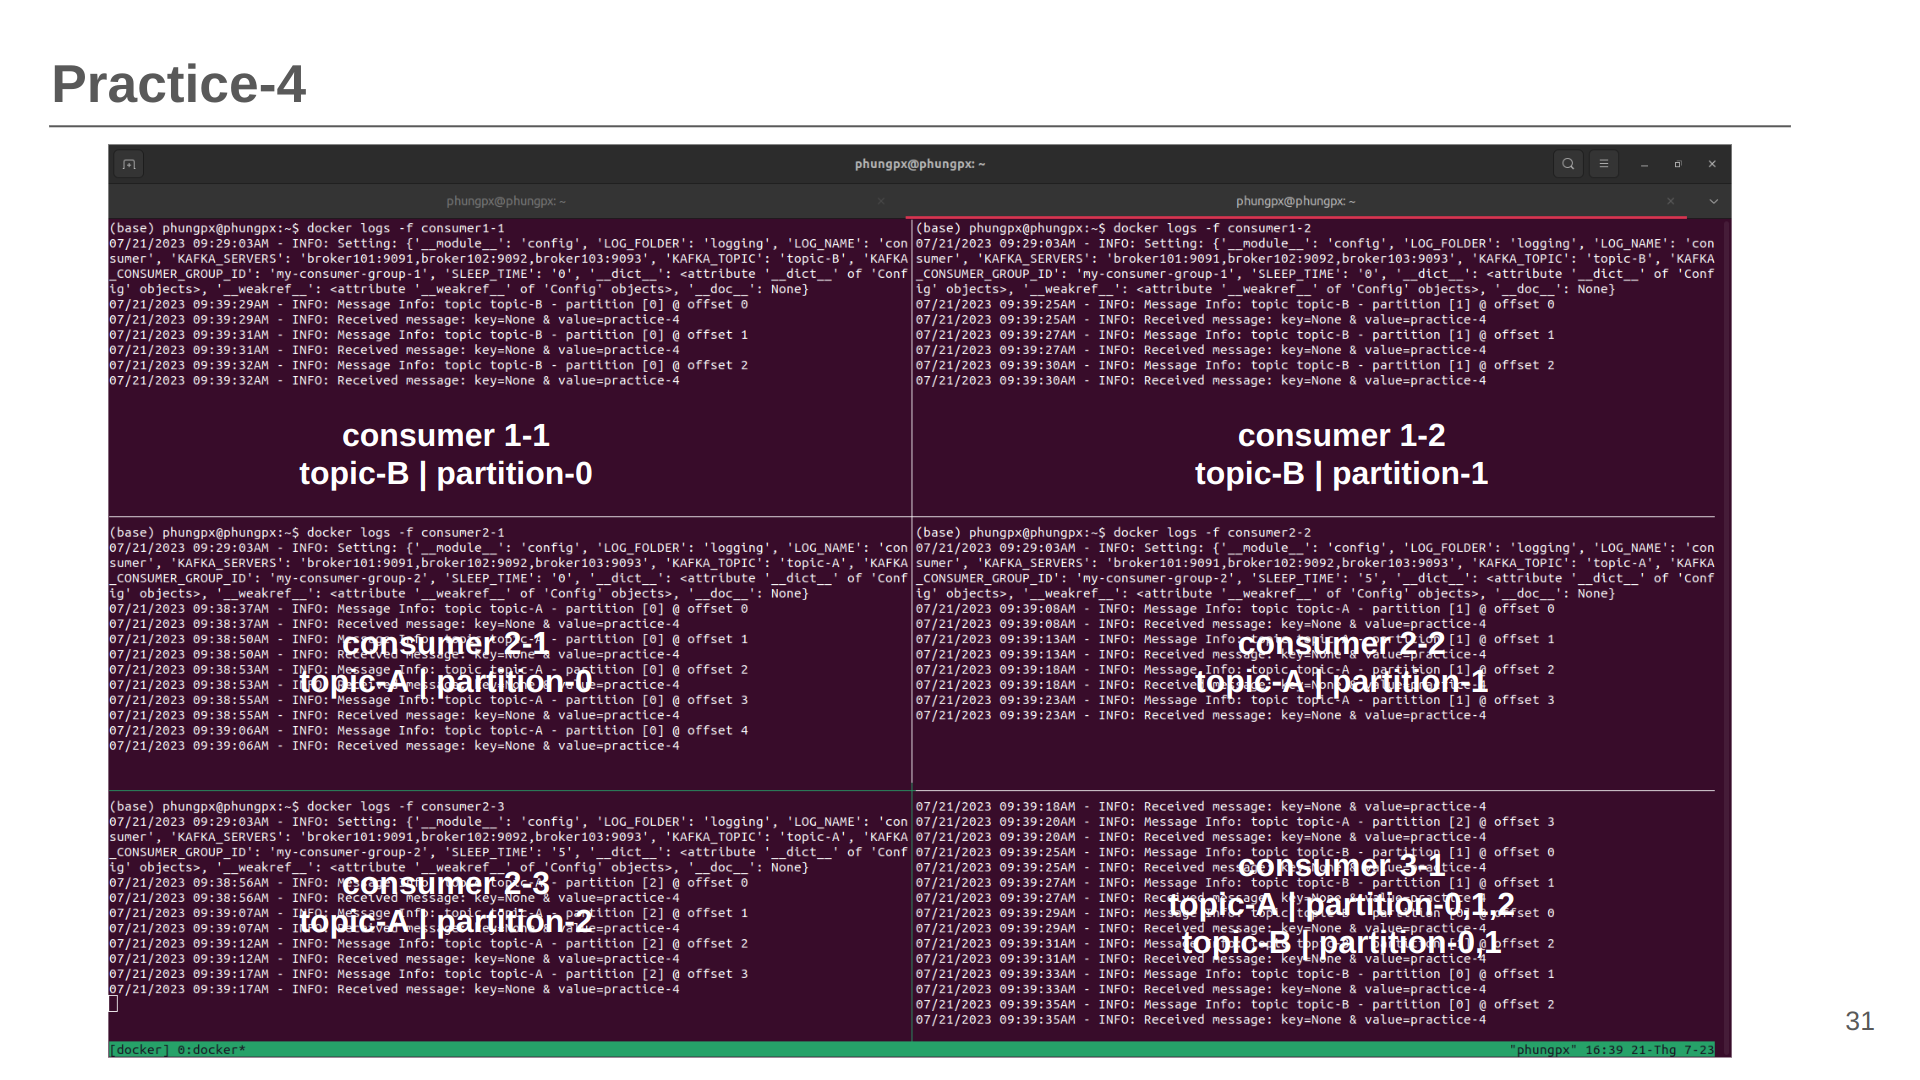 Practice-4
phungpx@phungpx: ~
phungpx@phungpx: ~
phungpx@phungpx: ~
(base) phungpx@phungpx:~$ docker logs -f consumer1-1
07/21/2023 09:29:03AM - INFO: Setting: {'__module__': 'config', 'LOG_FOLDER': 'logging', 'LOG_NAME': 'con
sumer', 'KAFKA_SERVERS': 'broker101:9091,broker102:9092,broker103:9093', 'KAFKA_TOPIC': 'topic-B', 'KAFKA
_CONSUMER_GROUP_ID': 'my-consumer-group-1', 'SLEEP_TIME': '0', '__dict__': <attribute '__dict__' of 'Conf
ig' objects>, '__weakref__': <attribute '__weakref__' of 'Config' objects>, '__doc__': None}
07/21/2023 09:39:29AM - INFO: Message Info: topic topic-B - partition [0] @ offset 0
07/21/2023 09:39:29AM - INFO: Received message: key=None & value=practice-4
07/21/2023 09:39:31AM - INFO: Message Info: topic topic-B - partition [0] @ offset 1
07/21/2023 09:39:31AM - INFO: Received message: key=None & value=practice-4
07/21/2023 09:39:32AM - INFO: Message Info: topic topic-B - partition [0] @ offset 2
07/21/2023 09:39:32AM - INFO: Received message: key=None & value=practice-4
consumer 1-1
topic-B | partition-0
(base) phungpx@phungpx:~$ docker logs -f consumer1-2
07/21/2023 09:29:03AM - INFO: Setting: {'__module__': 'config', 'LOG_FOLDER': 'logging', 'LOG_NAME': 'con
sumer', 'KAFKA_SERVERS': 'broker101:9091,broker102:9092,broker103:9093', 'KAFKA_TOPIC': 'topic-B', 'KAFKA
_CONSUMER_GROUP_ID': 'my-consumer-group-1', 'SLEEP_TIME': '0', '__dict__': <attribute '__dict__' of 'Conf
ig' objects>, '__weakref__': <attribute '__weakref__' of 'Config' objects>, '__doc__': None}
07/21/2023 09:39:25AM - INFO: Message Info: topic topic-B - partition [1] @ offset 0
07/21/2023 09:39:25AM - INFO: Received message: key=None & value=practice-4
07/21/2023 09:39:27AM - INFO: Message Info: topic topic-B - partition [1] @ offset 1
07/21/2023 09:39:27AM - INFO: Received message: key=None & value=practice-4
07/21/2023 09:39:30AM - INFO: Message Info: topic topic-B - partition [1] @ offset 2
07/21/2023 09:39:30AM - INFO: Received message: key=None & value=practice-4
consumer 1-2
topic-B | partition-1
(base) phungpx@phungpx:~$ docker logs -f consumer2-1
07/21/2023 09:29:03AM - INFO: Setting: {'__module__': 'config', 'LOG_FOLDER': 'logging', 'LOG_NAME': 'con
sumer', 'KAFKA_SERVERS': 'broker101:9091,broker102:9092,broker103:9093', 'KAFKA_TOPIC': 'topic-A', 'KAFKA
_CONSUMER_GROUP_ID': 'my-consumer-group-2', 'SLEEP_TIME': '0', '__dict__': <attribute '__dict__' of 'Conf
ig' objects>, '__weakref__': <attribute '__weakref__' of 'Config' objects>, '__doc__': None}
07/21/2023 09:38:37AM - INFO: Message Info: topic topic-A - partition [0] @ offset 0
07/21/2023 09:38:37AM - INFO: Received message: key=None & value=practice-4
07/21/2023 09:38:50AM - INFO: Message Info: topic topic-A - partition [0] @ offset 1
07/21/2023 09:38:50AM - INFO: Received message: key=None & value=practice-4
07/21/2023 09:38:53AM - INFO: Message Info: topic topic-A - partition [0] @ offset 2
07/21/2023 09:38:53AM - INFO: Received message: key=None & value=practice-4
07/21/2023 09:38:55AM - INFO: Message Info: topic topic-A - partition [0] @ offset 3
07/21/2023 09:38:55AM - INFO: Received message: key=None & value=practice-4
07/21/2023 09:39:06AM - INFO: Message Info: topic topic-A - partition [0] @ offset 4
07/21/2023 09:39:06AM - INFO: Received message: key=None & value=practice-4
consumer 2-1
topic-A | partition-0
(base) phungpx@phungpx:~$ docker logs -f consumer2-2
07/21/2023 09:29:03AM - INFO: Setting: {'__module__': 'config', 'LOG_FOLDER': 'logging', 'LOG_NAME': 'con
sumer', 'KAFKA_SERVERS': 'broker101:9091,broker102:9092,broker103:9093', 'KAFKA_TOPIC': 'topic-A', 'KAFKA
_CONSUMER_GROUP_ID': 'my-consumer-group-2', 'SLEEP_TIME': '5', '__dict__': <attribute '__dict__' of 'Conf
ig' objects>, '__weakref__': <attribute '__weakref__' of 'Config' objects>, '__doc__': None}
07/21/2023 09:39:08AM - INFO: Message Info: topic topic-A - partition [1] @ offset 0
07/21/2023 09:39:08AM - INFO: Received message: key=None & value=practice-4
07/21/2023 09:39:13AM - INFO: Message Info: topic topic-A - partition [1] @ offset 1
07/21/2023 09:39:13AM - INFO: Received message: key=None & value=practice-4
07/21/2023 09:39:18AM - INFO: Message Info: topic topic-A - partition [1] @ offset 2
07/21/2023 09:39:18AM - INFO: Received message: key=None & value=practice-4
07/21/2023 09:39:23AM - INFO: Message Info: topic topic-A - partition [1] @ offset 3
07/21/2023 09:39:23AM - INFO: Received message: key=None & value=practice-4
consumer 2-2
topic-A | partition-1
(base) phungpx@phungpx:~$ docker logs -f consumer2-3
07/21/2023 09:29:03AM - INFO: Setting: {'__module__': 'config', 'LOG_FOLDER': 'logging', 'LOG_NAME': 'con
sumer', 'KAFKA_SERVERS': 'broker101:9091,broker102:9092,broker103:9093', 'KAFKA_TOPIC': 'topic-A', 'KAFKA
_CONSUMER_GROUP_ID': 'my-consumer-group-2', 'SLEEP_TIME': '5', '__dict__': <attribute '__dict__' of 'Conf
ig' objects>, '__weakref__': <attribute '__weakref__' of 'Config' objects>, '__doc__': None}
07/21/2023 09:38:56AM - INFO: Message Info: topic topic-A - partition [2] @ offset 0
07/21/2023 09:38:56AM - INFO: Received message: key=None & value=practice-4
07/21/2023 09:39:07AM - INFO: Message Info: topic topic-A - partition [2] @ offset 1
07/21/2023 09:39:07AM - INFO: Received message: key=None & value=practice-4
07/21/2023 09:39:12AM - INFO: Message Info: topic topic-A - partition [2] @ offset 2
07/21/2023 09:39:12AM - INFO: Received message: key=None & value=practice-4
07/21/2023 09:39:17AM - INFO: Message Info: topic topic-A - partition [2] @ offset 3
07/21/2023 09:39:17AM - INFO: Received message: key=None & value=practice-4
consumer 2-3
topic-A | partition-2
07/21/2023 09:39:18AM - INFO: Received message: key=None & value=practice-4
07/21/2023 09:39:20AM - INFO: Message Info: topic topic-A - partition [2] @ offset 3
07/21/2023 09:39:20AM - INFO: Received message: key=None & value=practice-4
07/21/2023 09:39:25AM - INFO: Message Info: topic topic-B - partition [1] @ offset 0
07/21/2023 09:39:25AM - INFO: Received message: key=None & value=practice-4
07/21/2023 09:39:27AM - INFO: Message Info: topic topic-B - partition [1] @ offset 1
07/21/2023 09:39:27AM - INFO: Received message: key=None & value=practice-4
07/21/2023 09:39:29AM - INFO: Message Info: topic topic-B - partition [0] @ offset 0
07/21/2023 09:39:29AM - INFO: Received message: key=None & value=practice-4
07/21/2023 09:39:31AM - INFO: Message Info: topic topic-B - partition [1] @ offset 2
07/21/2023 09:39:31AM - INFO: Received message: key=None & value=practice-4
07/21/2023 09:39:33AM - INFO: Message Info: topic topic-B - partition [0] @ offset 1
07/21/2023 09:39:33AM - INFO: Received message: key=None & value=practice-4
07/21/2023 09:39:35AM - INFO: Message Info: topic topic-B - partition [0] @ offset 2
07/21/2023 09:39:35AM - INFO: Received message: key=None & value=practice-4
consumer 3-1
topic-A | partition-0,1,2
topic-B | partition-0,1
[docker] 0:docker*
"phungpx" 16:39 21-Thg 7-23
31